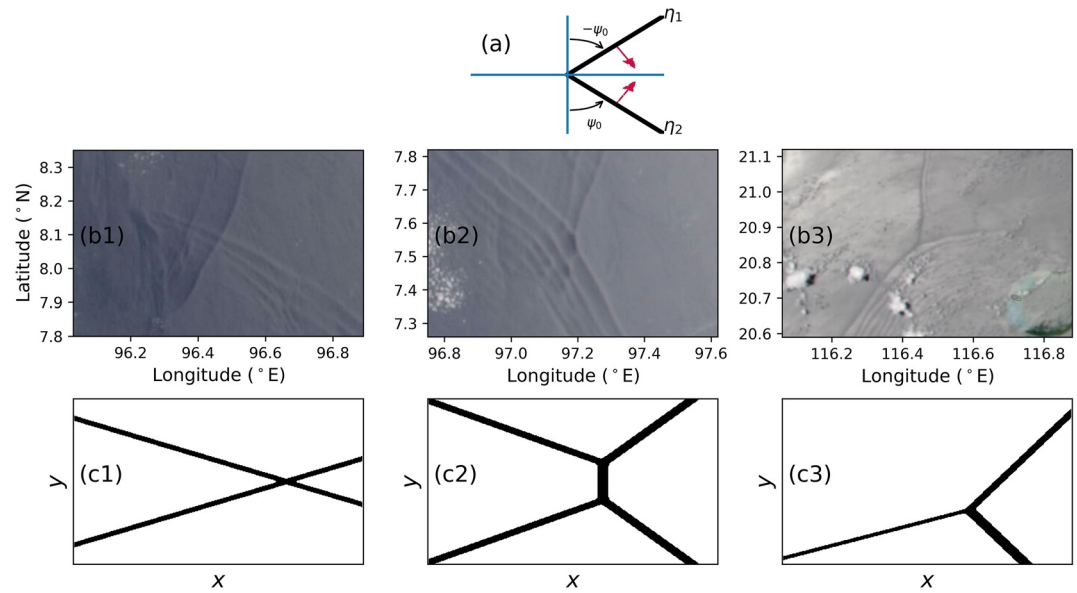 (a)
−ψ₀
η₁
ψ₀
η₂
Latitude (°N)
8.3
8.2
8.1
8.0
7.9
7.8
(b1)
96.2 96.4 96.6 96.8
Longitude (°E)
7.8
7.7
7.6
7.5
7.4
7.3
(b2)
96.8 97.0 97.2 97.4 97.6
Longitude (°E)
21.1
21.0
20.9
20.8
20.7
20.6
(b3)
116.2 116.4 116.6 116.8
Longitude (°E)
y
(c1)
x
y
(c2)
x
y
(c3)
x